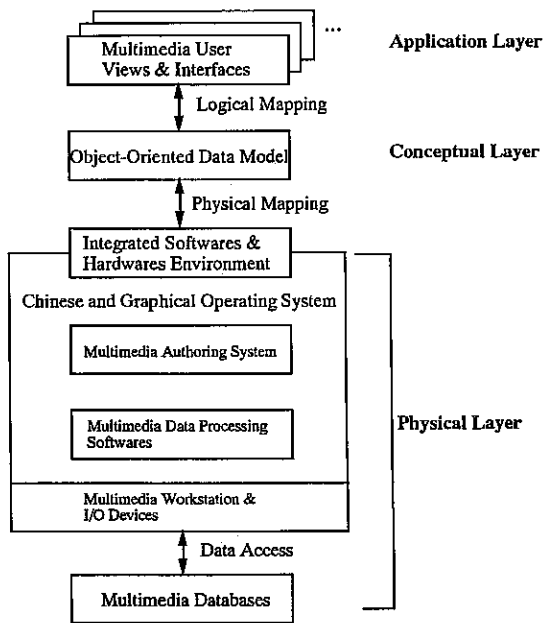 ...
Application Layer
Multimedia User
Views & Interfaces
Logical Mapping
Object-Oriented Data Model
Conceptual Layer
Physical Mapping
Integrated Softwares &
Hardwares Environment
Chinese and Graphical Operating System
Multimedia Authoring System
Multimedia Data Processing
Softwares
Physical Layer
Multimedia Workstation &
I/O Devices
Data Access
Multimedia Databases